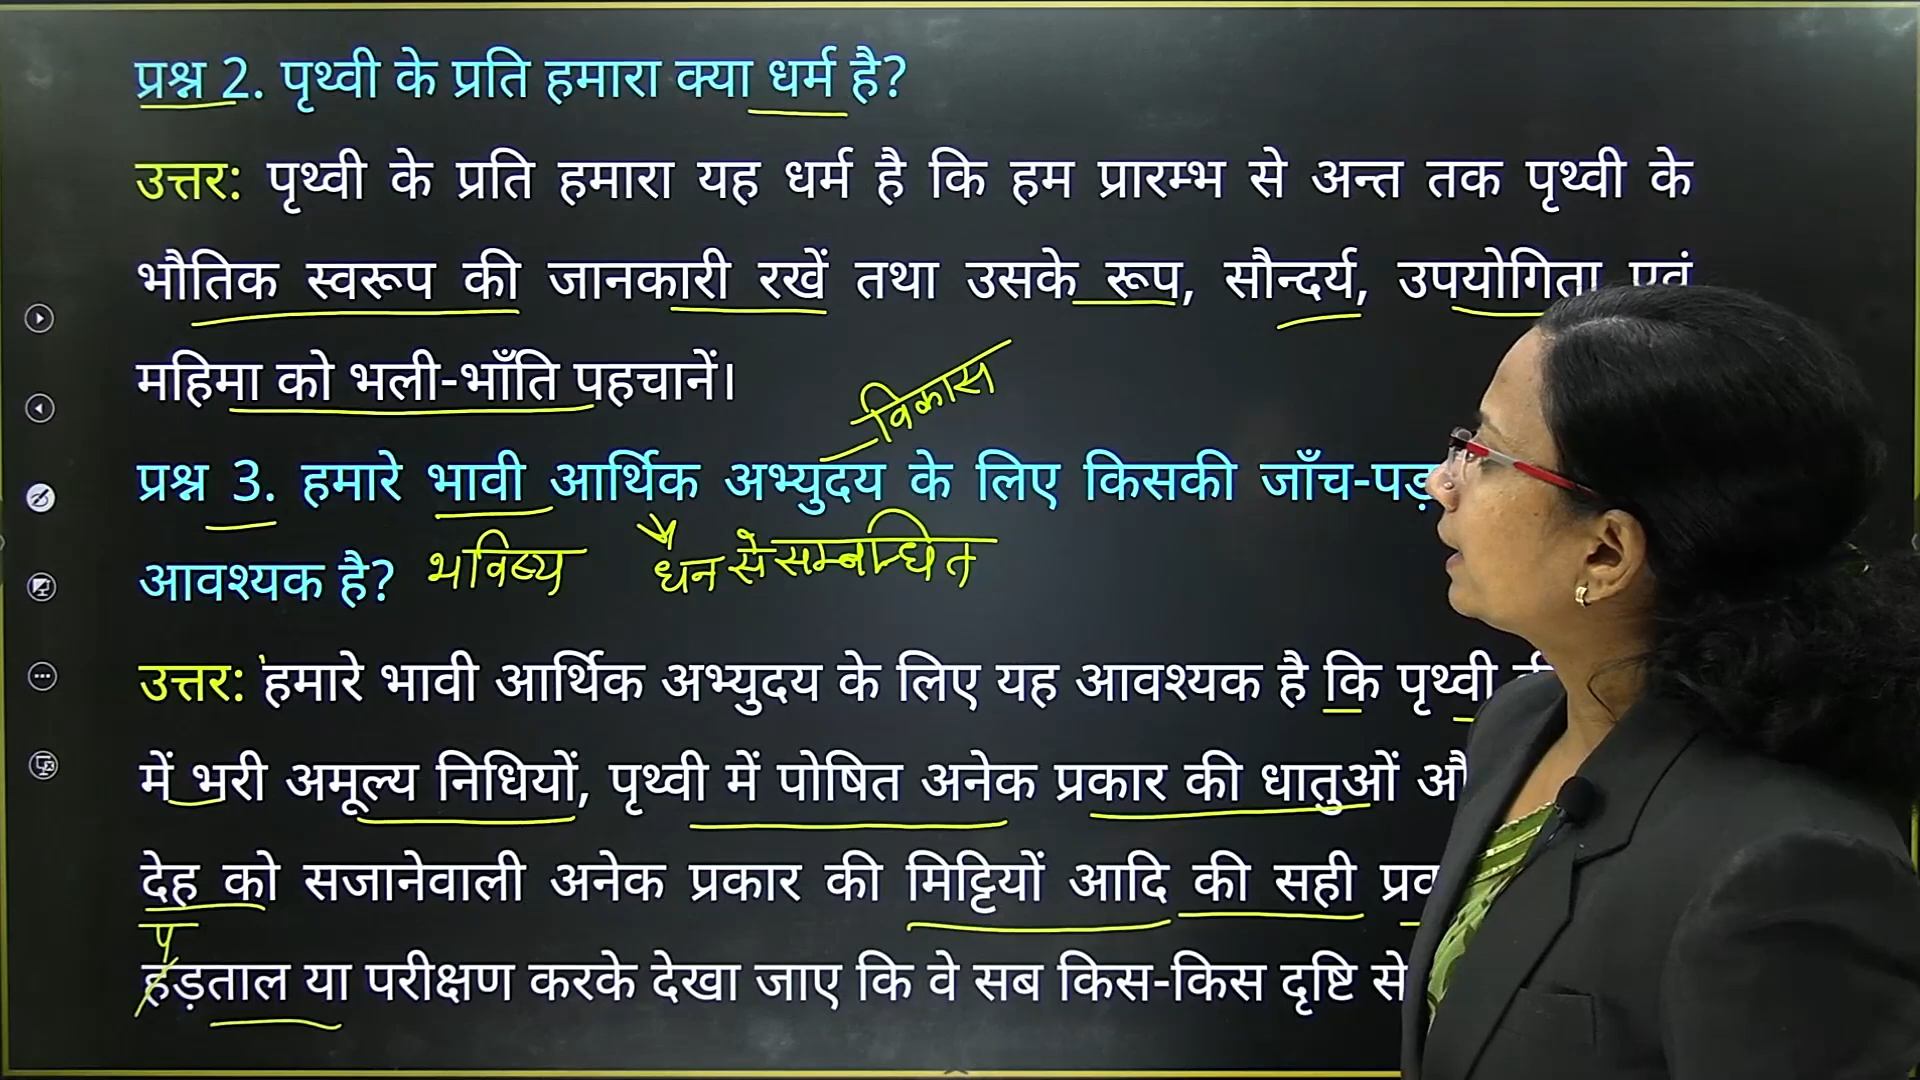 प्रश्न 2. पृथ्वी के प्रति हमारा क्या धर्म है?
उत्तर: पृथ्वी के प्रति हमारा यह धर्म है कि हम प्रारम्भ से अन्त तक पृथ्वी के
भौतिक स्वरूप की जानकारी रखें तथा उसके रूप, सौन्दर्य, उपयोगिता एवं
महिमा को भली-भाँति पहचानें।
विकास
प्रश्न 3. हमारे भावी आर्थिक अभ्युदय के लिए किसकी जाँच-पड़
आवश्यक है? भविष्य धन से सम्बन्धित
उत्तर: हमारे भावी आर्थिक अभ्युदय के लिए यह आवश्यक है कि पृथ्वी
में भरी अमूल्य निधियों, पृथ्वी में पोषित अनेक प्रकार की धातुओं
देह को सजानेवाली अनेक प्रकार की मिट्टियों आदि की सही
प
हड़ताल या परीक्षण करके देखा जाए कि वे सब किस-किस दृष्टि से